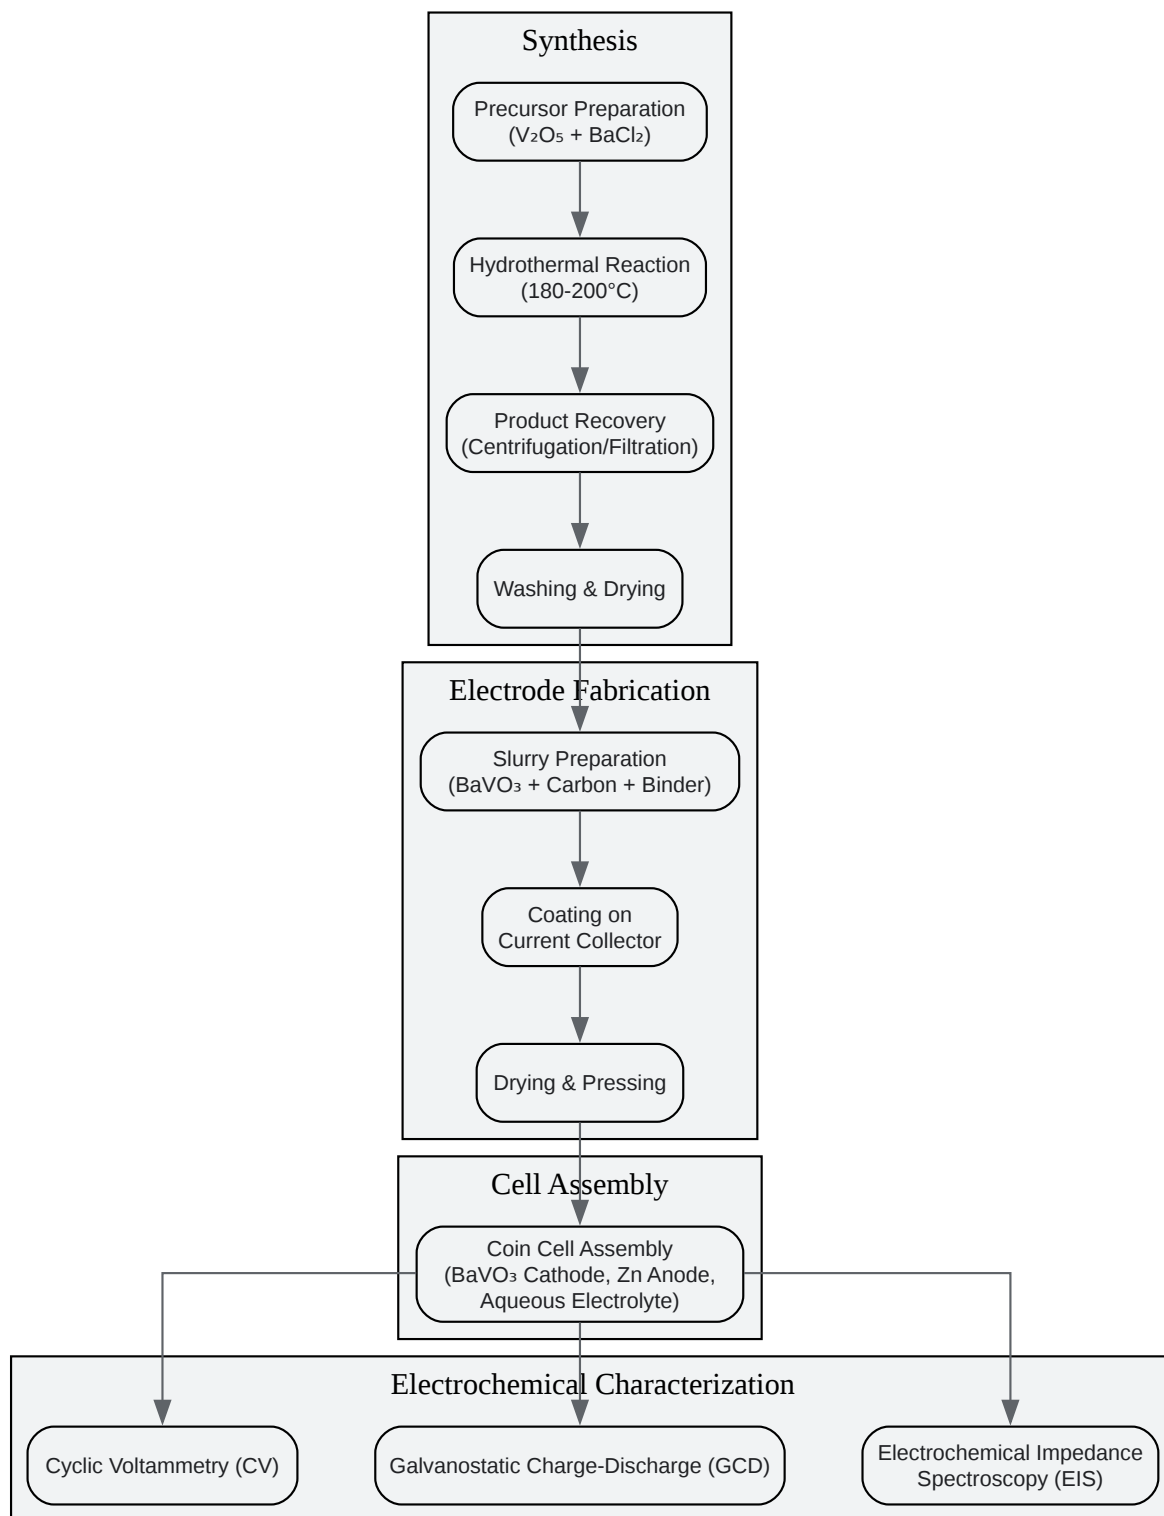 Synthesis
Precursor Preparation
(V₂O₅ + BaCl₂)
Hydrothermal Reaction
(180-200°C)
Product Recovery
(Centrifugation/Filtration)
Washing & Drying
Electrode Fabrication
Slurry Preparation
(BaVO₃ + Carbon + Binder)
Coating on
Current Collector
Drying & Pressing
Cell Assembly
Coin Cell Assembly
(BaVO₃ Cathode, Zn Anode,
Aqueous Electrolyte)
Electrochemical Characterization
Cyclic Voltammetry (CV)
Galvanostatic Charge-Discharge (GCD)
Electrochemical Impedance
Spectroscopy (EIS)